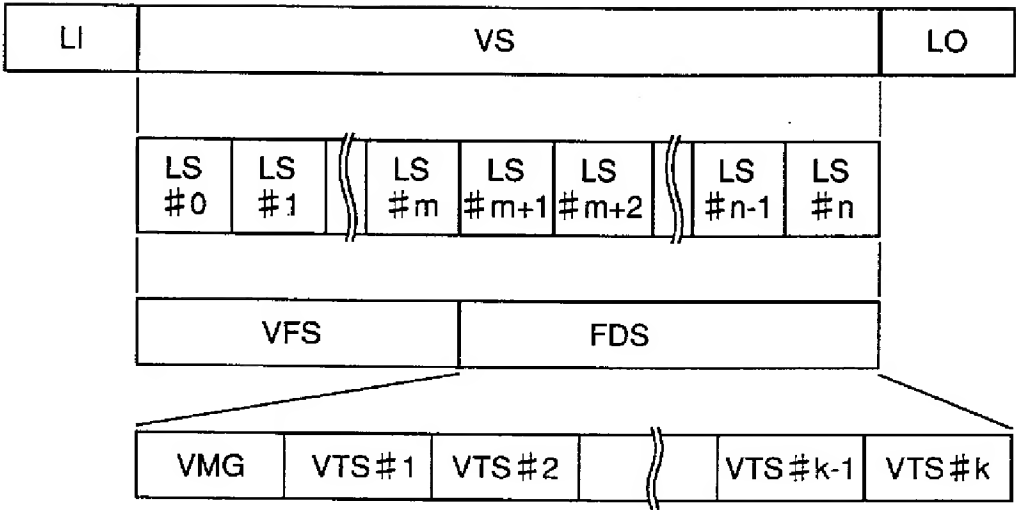 LI VS LO
LS LS LS LS LS LS LS
#0 #1 #m #m+1 #m+2 #n-1 #n
VFS FDS
VMG VTS#1 VTS#2 VTS#k-1 VTS#k